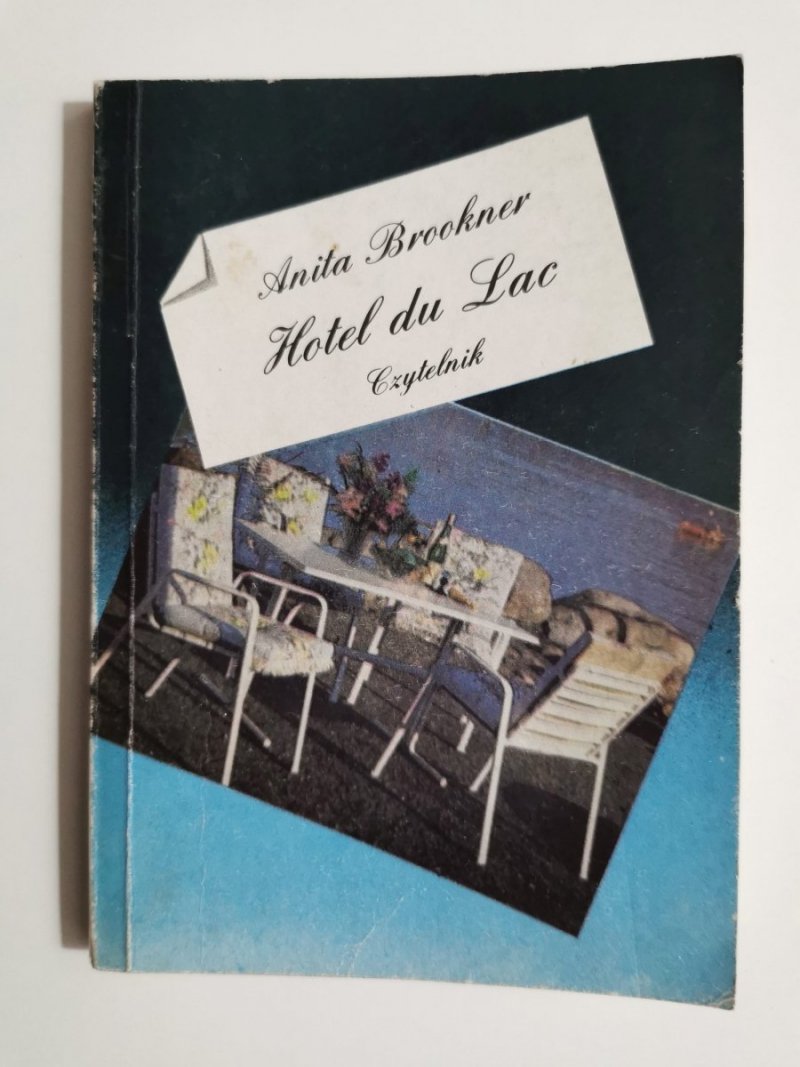 Anita Brookner
Hotel du Lac
Czytelnik